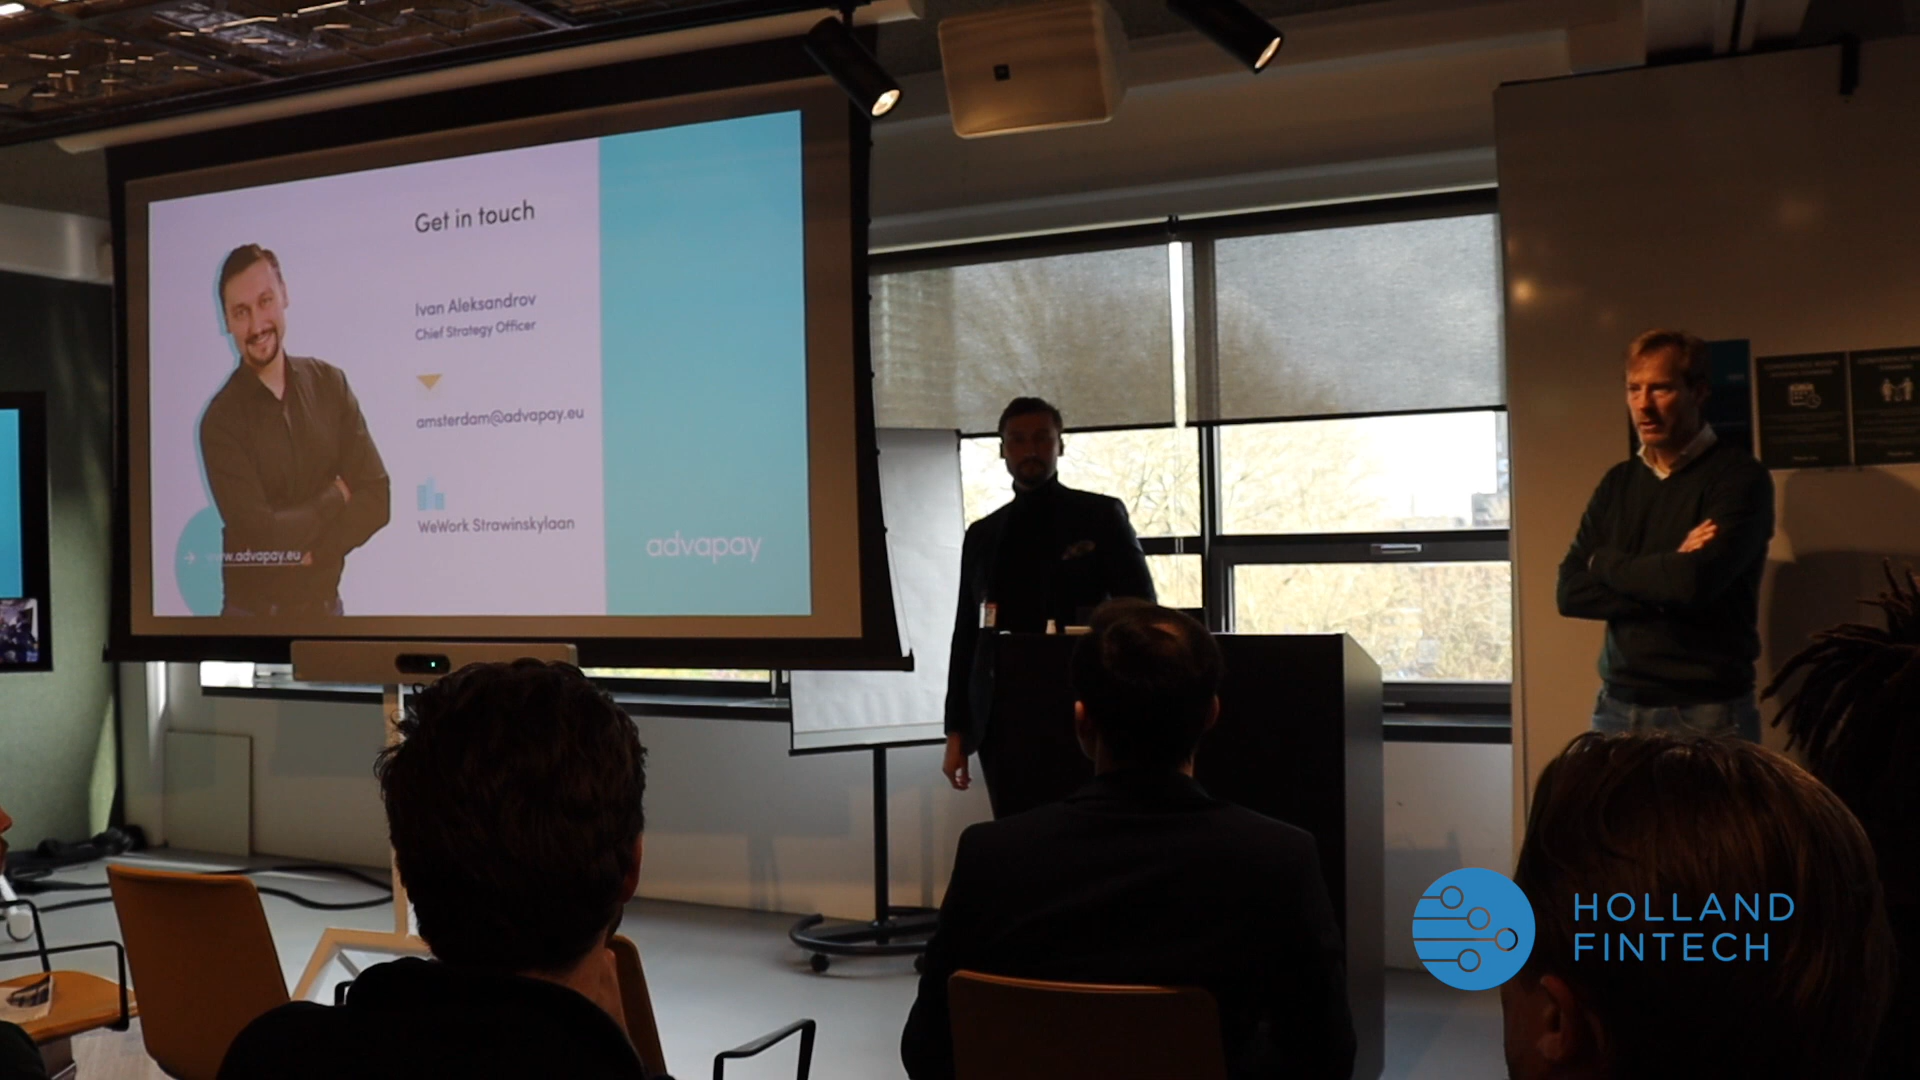 Get in touch
Ivan Aleksandrov
Chief Strategy Officer
amsterdam@advapay.eu
WeWork Strawinskylaan
www.advapay.eu
advapay
HOLLAND
FINTECH